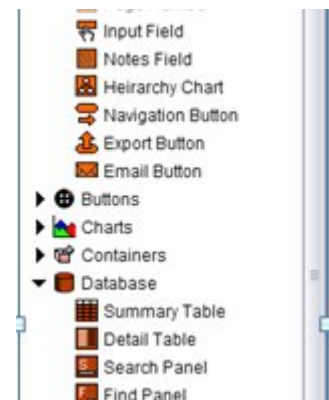 Input Field
Notes Field
Heirarchy Chart
Navigation Button
Export Button
Email Button
Buttons
Charts
Containers
Database
Summary Table
Detail Table
Search Panel
Find Panel